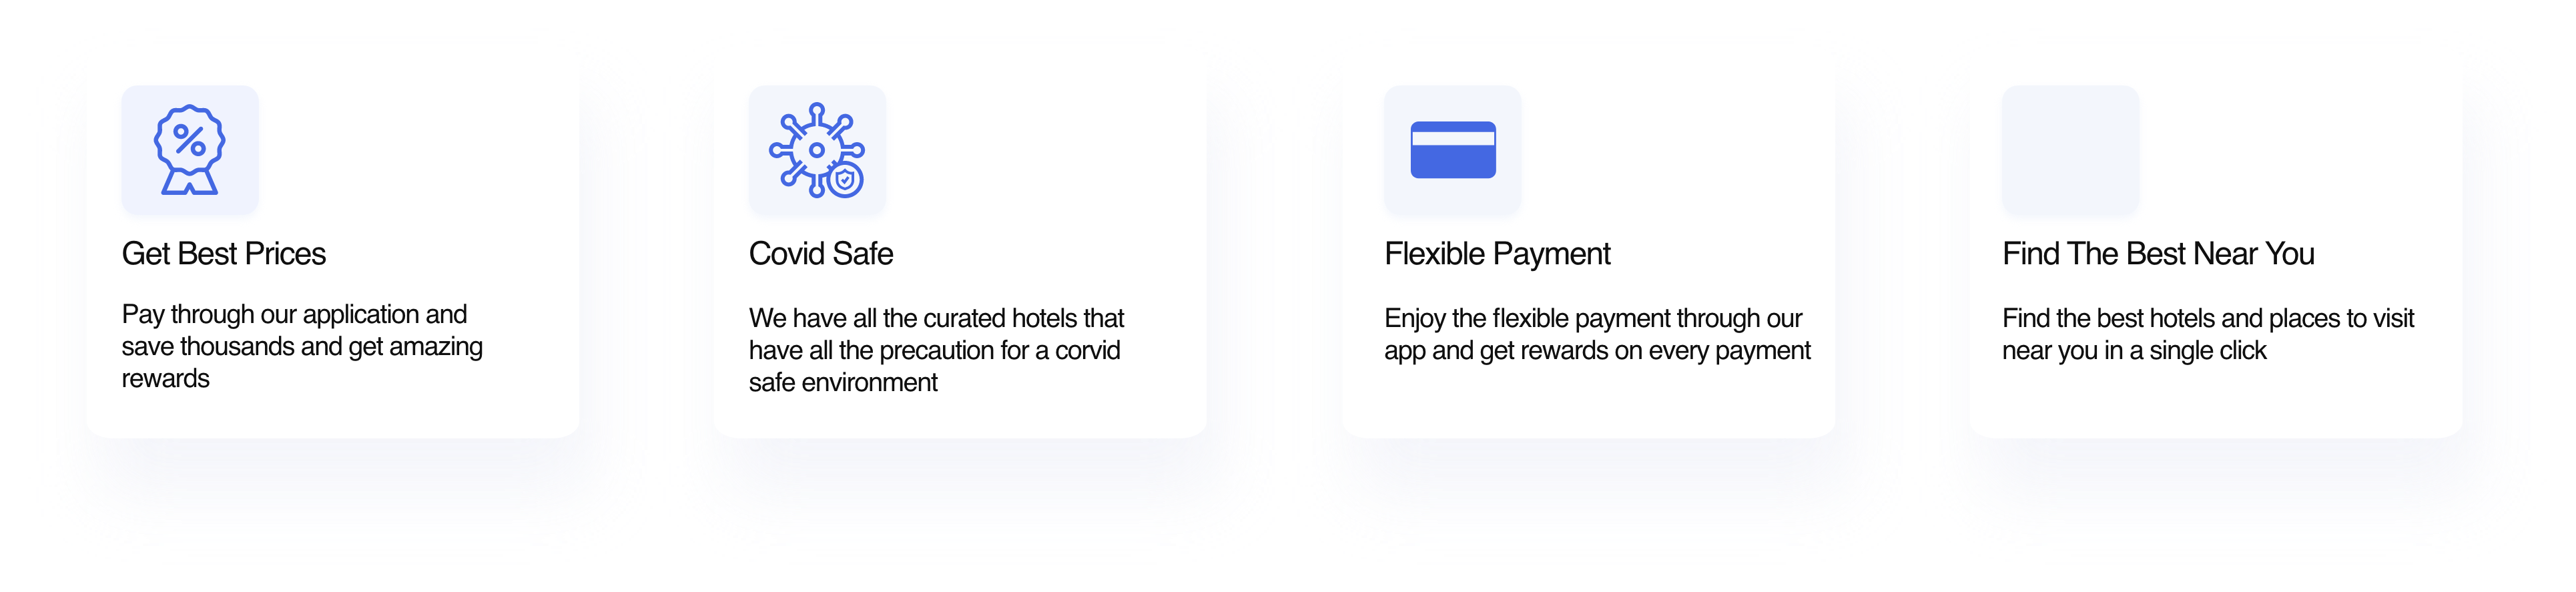 Get Best Prices
Pay through our application and
save thousands and get amazing
rewards
Covid Safe
We have all the curated hotels that
have all the precaution for a corvid
safe environment
Flexible Payment
Enjoy the flexible payment through our
app and get rewards on every payment
Find The Best Near You
Find the best hotels and places to visit
near you in a single click